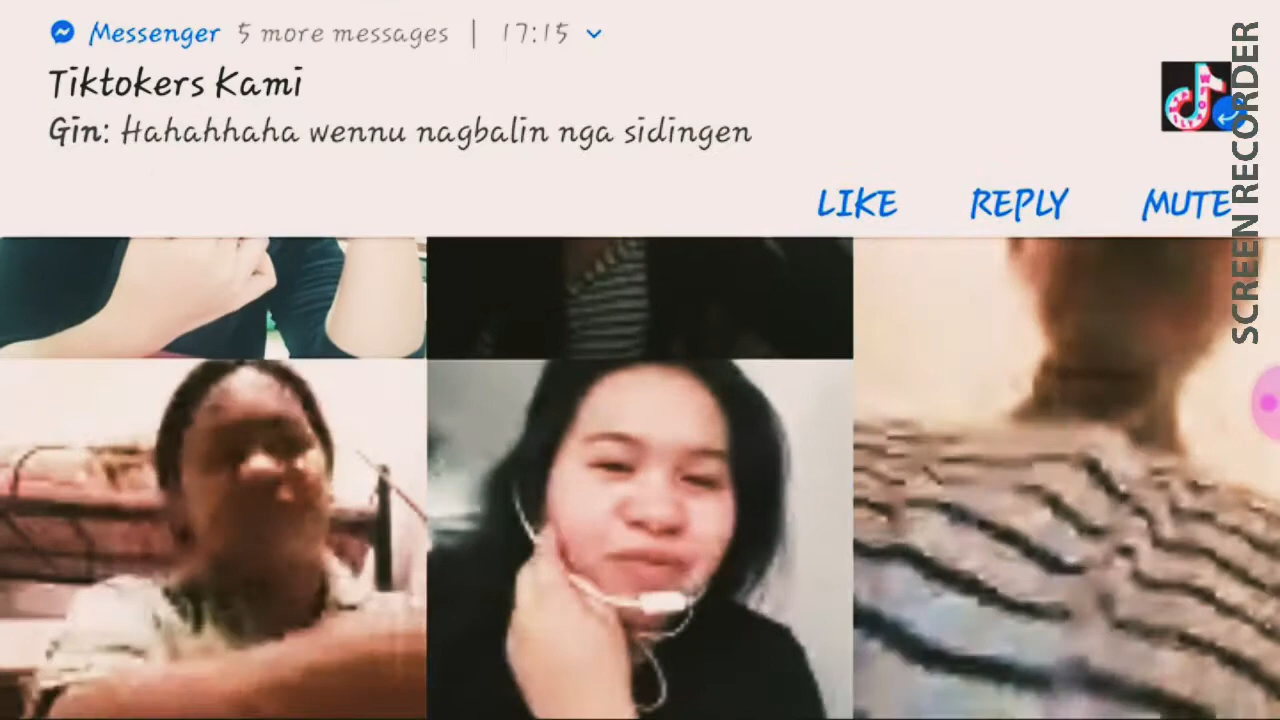 Messenger 5 more messages | 17:15
Tiktokers Kami
Gin: Hahahhaha wennu nagbalin nga sidingen
LIKE REPLY MUTE
SCREEN RECORDER